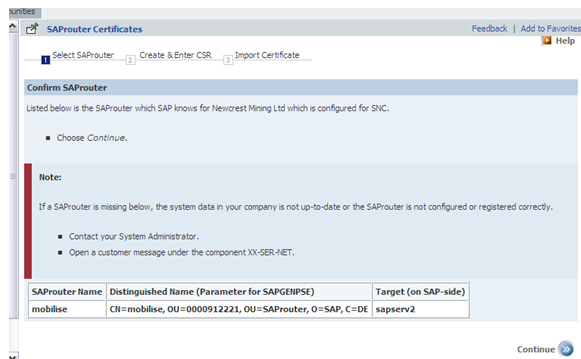 SAProuter Certificates
Feedback | Add to Favorites
Help
1 Select SAProuter 2 Create & Enter CSR 3 Import Certificate
Confirm SAProuter
Listed below is the SAProuter which SAP knows for Newcrest Mining Ltd which is configured for SNC.
Choose Continue.
Note:
If a SAProuter is missing below, the system data in your company is not up-to-date or the SAProuter is not configured or registered correctly.
Contact your System Administrator.
Open a customer message under the component XX-SER-NET.
SAProuter Name Distinguished Name (Parameter for SAPGENPSE) Target (on SAP-side)
mobilise CN=mobilise, OU=0000912221, OU=SAProuter, O=SAP, C=DE sapserv2
Continue